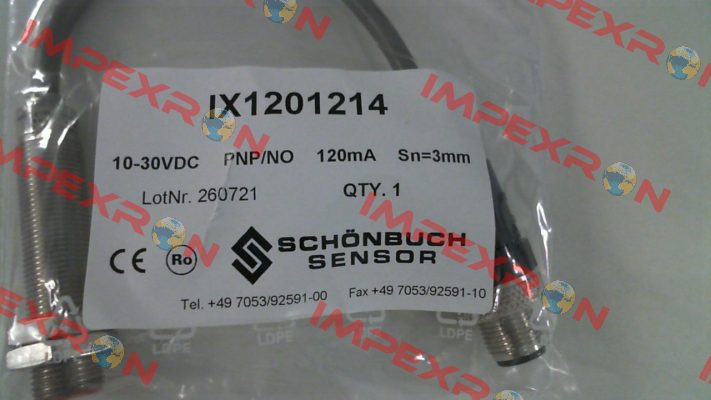 IX1201214
10-30VDC PNP/NO 120mA Sn=3mm
LotNr. 260721 QTY. 1
CE Ro SCHÖNBUCH
SENSOR
Tel. +49 7053/92591-00 Fax +49 7053/92591-10
LDPE LDPE
IMPEXRON
IMPEXRON
IMPEXRON
IMPEXRON
IMPEXRON